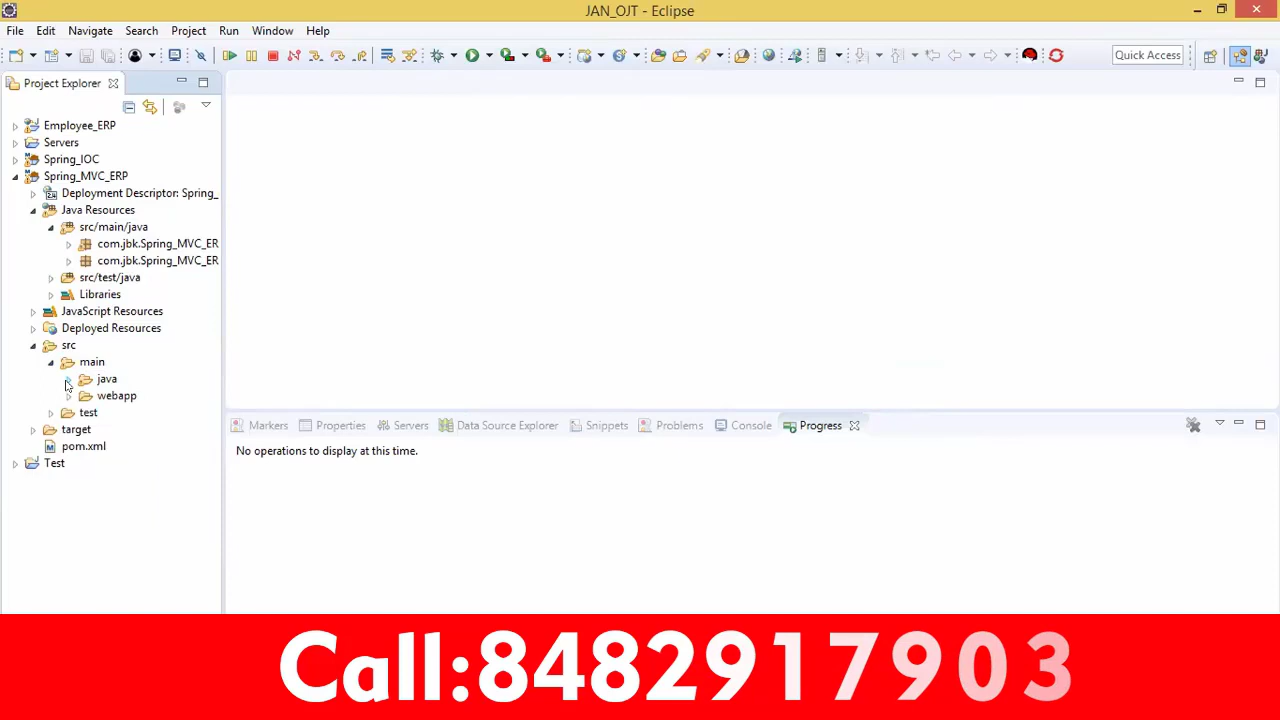 JAN_OJT - Eclipse
File Edit Navigate Search Project Run Window Help
Quick Access
Project Explorer
Employee_ERP
Servers
Spring_IOC
Spring_MVC_ERP
Deployment Descriptor: Spring_
Java Resources
src/main/java
com.jbk.Spring_MVC_ER
com.jbk.Spring_MVC_ER
src/test/java
Libraries
JavaScript Resources
Deployed Resources
src
main
java
webapp
test
target
pom.xml
Test
Markers Properties Servers Data Source Explorer Snippets Problems Console Progress
No operations to display at this time.
Call:8482917903